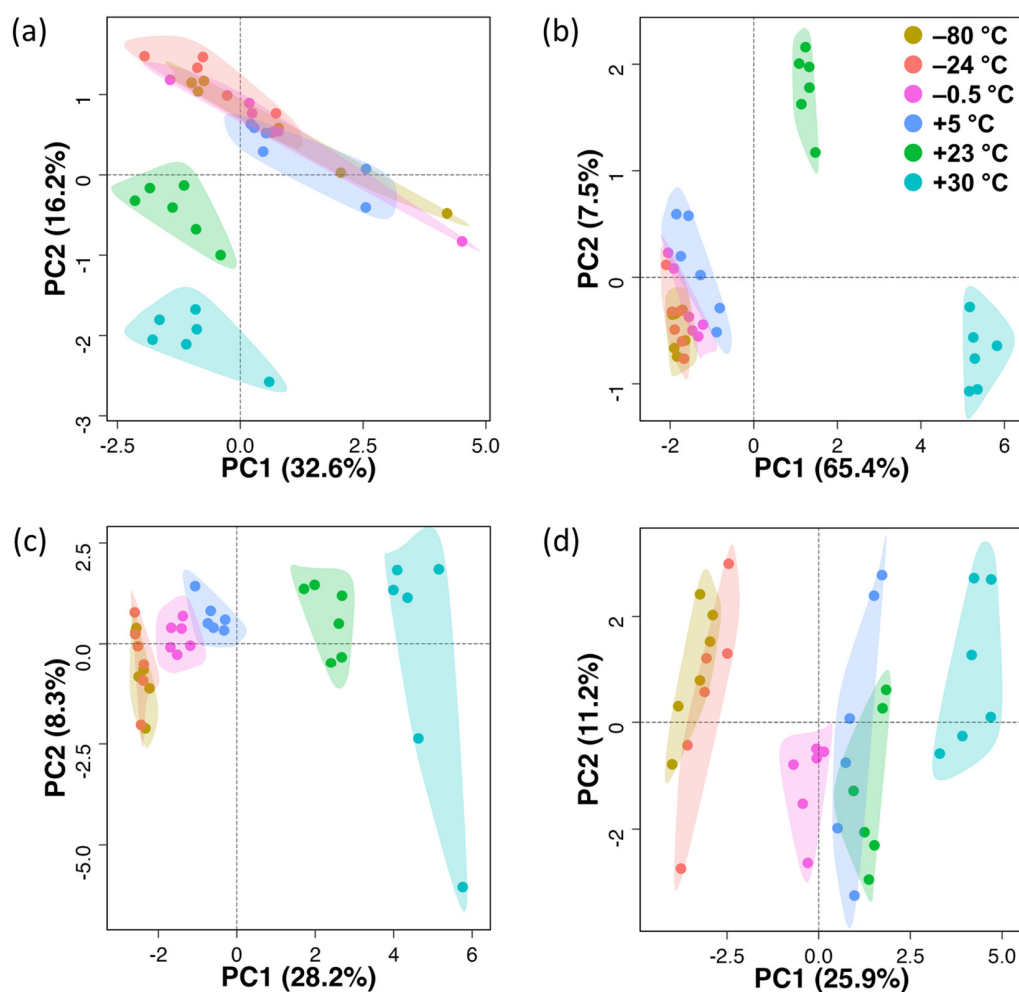 (a)
1
0
-1
-2
-3
PC2 (16.2%)
-2.5
0.0
2.5
5.0
PC1 (32.6%)
(b)
2
1
0
-1
PC2 (7.5%)
-2
0
2
4
6
PC1 (65.4%)
–80 °C
–24 °C
–0.5 °C
+5 °C
+23 °C
+30 °C
(c)
2.5
0.0
-2.5
-5.0
PC2 (8.3%)
-2
0
2
4
6
PC1 (28.2%)
(d)
2
0
-2
PC2 (11.2%)
-2.5
0.0
2.5
5.0
PC1 (25.9%)